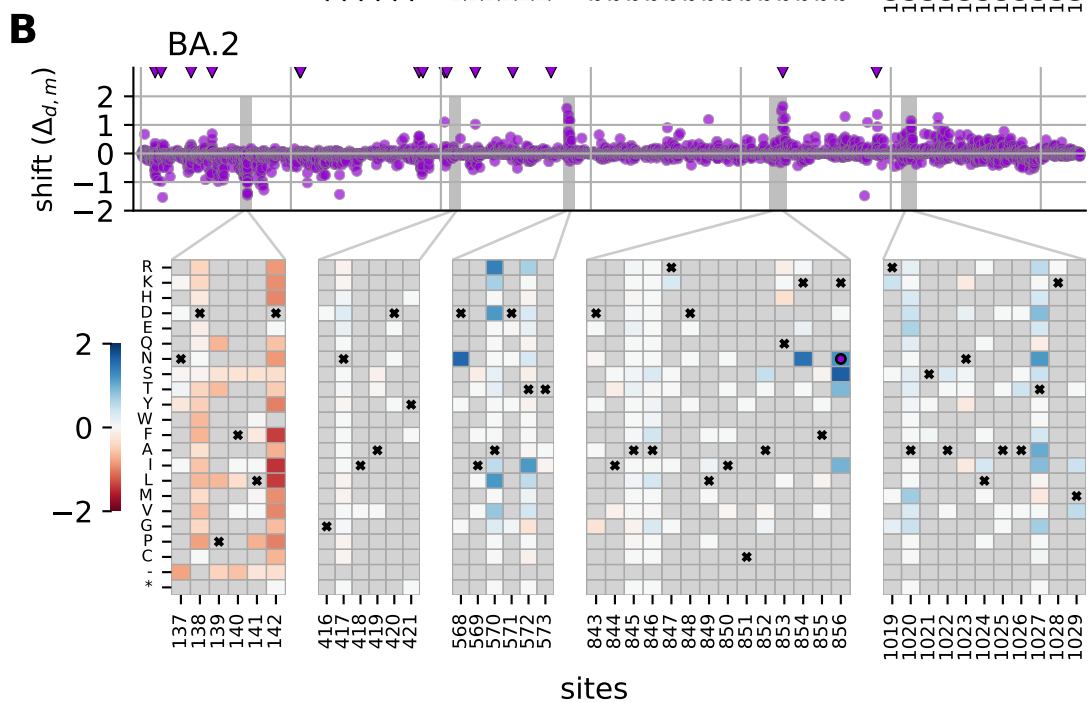 B
BA.2
shift (Δd,m)
2
1
0
−1
−2
R
K
H
D
E
Q
N
S
T
Y
W
F
A
I
L
M
V
G
P
C
-
*
2
0
−2
137
138
139
140
141
142
416
417
418
419
420
421
568
569
570
571
572
573
843
844
845
846
847
848
849
850
851
852
853
854
855
856
1019
1020
1021
1022
1023
1024
1025
1026
1027
1028
1029
sites